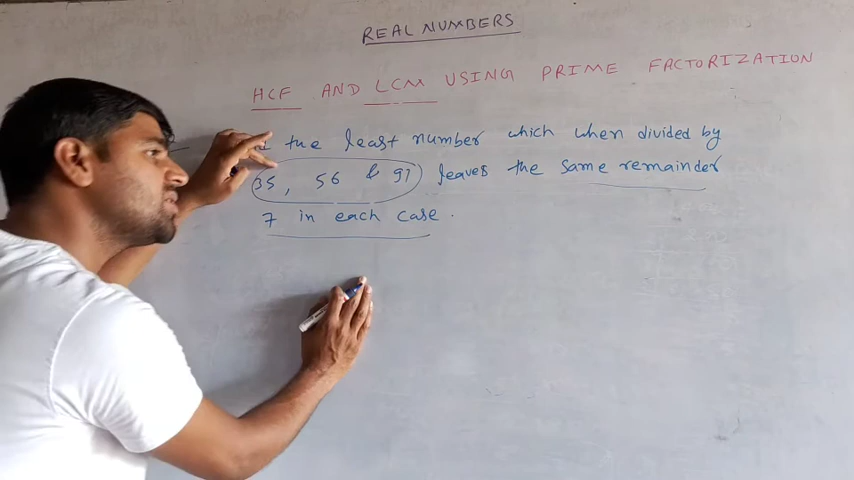 REAL NUMBERS
HCF AND LCM USING PRIME FACTORIZATION
the least number which when divided by
35, 56 & 91 leaves the same remainder
7 in each case.